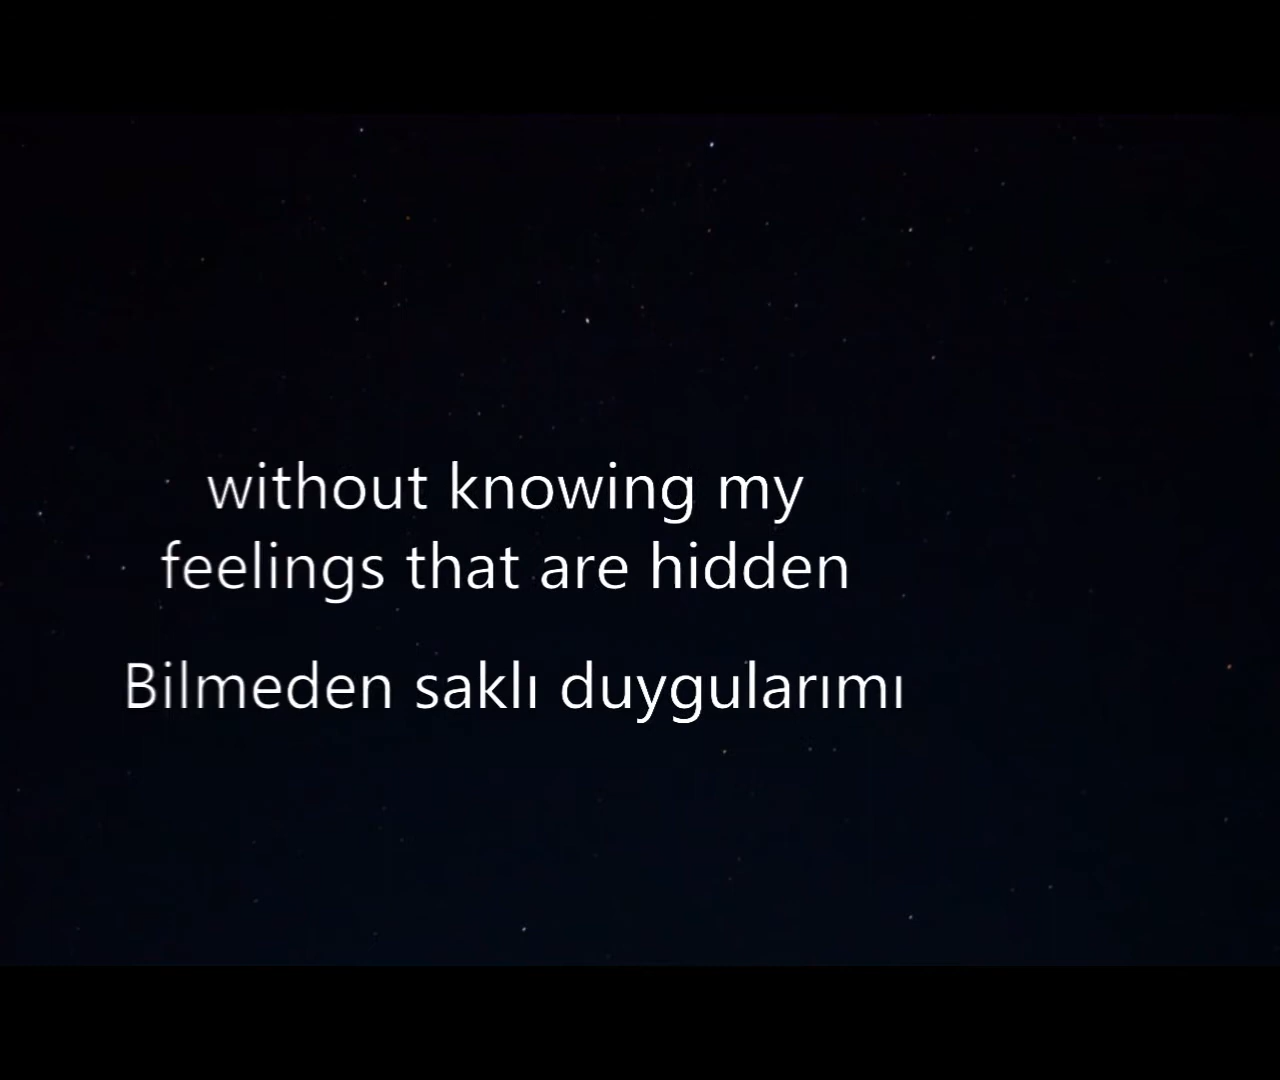 without knowing my
feelings that are hidden
Bilmeden saklı duygularımı